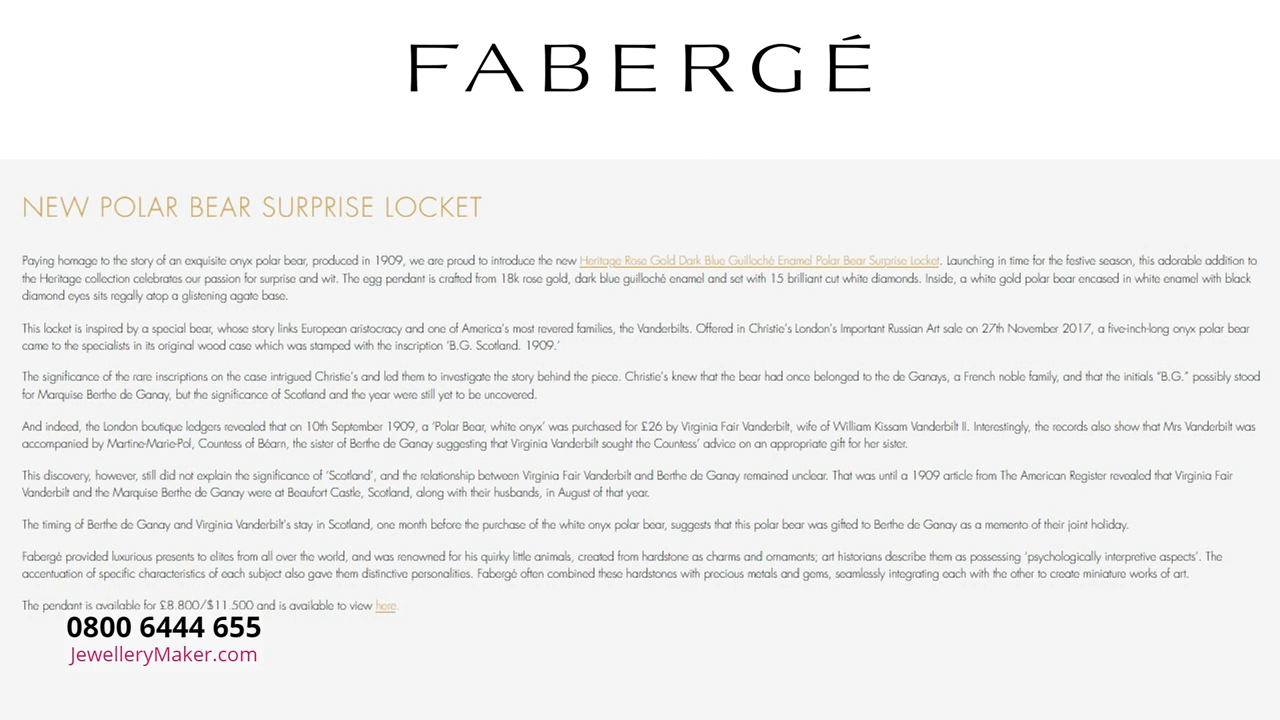 FABERGÉ
NEW POLAR BEAR SURPRISE LOCKET
Paying homage to the story of an exquisite onyx polar bear, produced in 1909, we are proud to introduce the new Heritage Rose Gold Dark Blue Guilloché Enamel Polar Bear Surprise Locket. Launching in time for the festive season, this adorable addition to
the Heritage collection celebrates our passion for surprise and wit. The egg pendant is crafted from 18k rose gold, dark blue guilloché enamel and set with 15 brilliant cut white diamonds. Inside, a white gold polar bear encased in white enamel with black
diamond eyes sits regally atop a glistening agate base.
This locket is inspired by a special bear, whose story links European aristocracy and one of America's most revered families, the Vanderbilts. Offered in Christie's London's Important Russian Art sale on 27th November 2017, a five-inch-long onyx polar bear
came to the specialists in its original wood case which was stamped with the inscription 'B.G. Scotland. 1909.'
The significance of the rare inscriptions on the case intrigued Christie's and led them to investigate the story behind the piece. Christie's knew that the bear had once belonged to the de Ganays, a French noble family, and that the initials "B.G." possibly stood
for Marquise Berthe de Ganay, but the significance of Scotland and the year were still yet to be uncovered.
And indeed, the London boutique ledgers revealed that on 10th September 1909, a 'Polar Bear, white onyx' was purchased for £26 by Virginia Fair Vanderbilt, wife of William Kissam Vanderbilt II. Interestingly, the records also show that Mrs Vanderbilt was
accompanied by Martine-Marie-Pol, Countess of Béarn, the sister of Berthe de Ganay suggesting that Virginia Vanderbilt sought the Countess' advice on an appropriate gift for her sister.
This discovery, however, still did not explain the significance of 'Scotland', and the relationship between Virginia Fair Vanderbilt and Berthe de Ganay remained unclear. That was until a 1909 article from The American Register revealed that Virginia Fair
Vanderbilt and the Marquise Berthe de Ganay were at Beaufort Castle, Scotland, along with their husbands, in August of that year.
The timing of Berthe de Ganay and Virginia Vanderbilt's stay in Scotland, one month before the purchase of the white onyx polar bear, suggests that this polar bear was gifted to Berthe de Ganay as a memento of their joint holiday.
Fabergé provided luxurious presents to elites from all over the world, and was renowned for his quirky little animals, created from hardstone as charms and ornaments; art historians describe them as possessing 'psychologically interpretive aspects'. The
accentuation of specific characteristics of each subject also gave them distinctive personalities. Fabergé often combined these hardstones with precious metals and gems, seamlessly integrating each with the other to create miniature works of art.
The pendant is available for £8,800/$11,500 and is available to view here.
0800 6444 655
JewelleryMaker.com